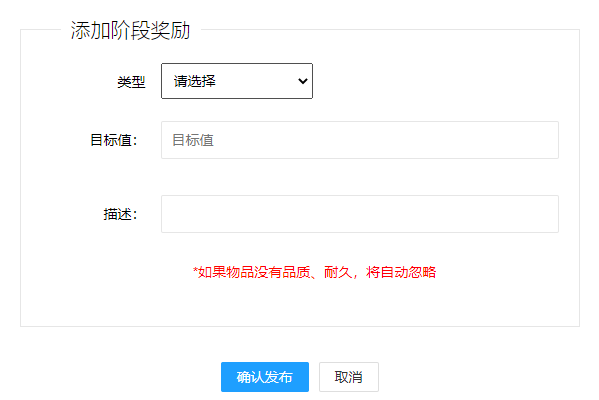 添加阶段奖励
类型 请选择
目标值： 目标值
描述：
*如果物品没有品质、耐久，将自动忽略
确认发布 取消